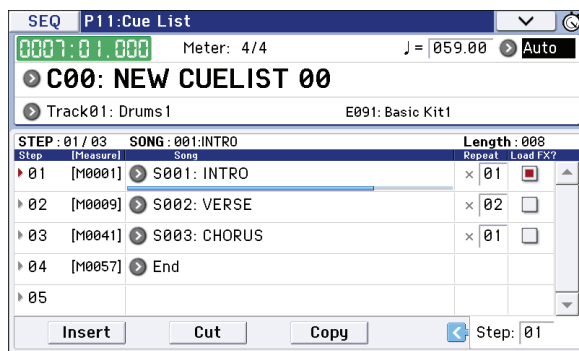 SEQ P11:Cue List
0007:01.000 Meter: 4/4 ♩= 059.00 Auto
C00: NEW CUELIST 00
Track01: Drums1 E091: Basic Kit1
STEP: 01/03 SONG: 001:INTRO Length: 008
Step [Measure] Song Repeat Load FX?
01 [M0001] S001: INTRO × 01
02 [M0009] S002: VERSE × 02
03 [M0041] S003: CHORUS × 01
04 [M0057] End
05
Insert Cut Copy Step: 01